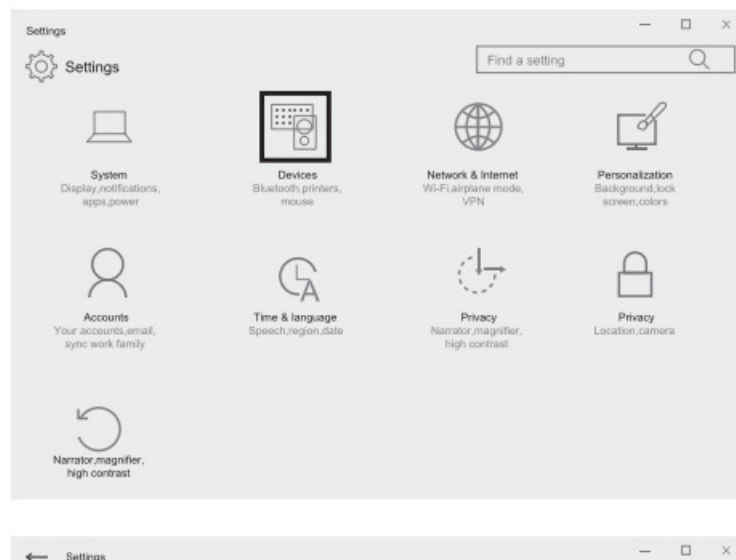 Settings
Settings
Find a setting
System
Display,notifications,
apps,power
Devices
Bluetooth,printers,
mouse
Network & Internet
Wi-Fi,airplane mode,
VPN
Personalization
Background,lock
screen,colors
Accounts
Your accounts,email,
sync work family
Time & language
Speech,region,date
Privacy
Narrator,magnifier,
high contrast
Privacy
Location,camera
Narrator,magnifier,
high contrast
Settings